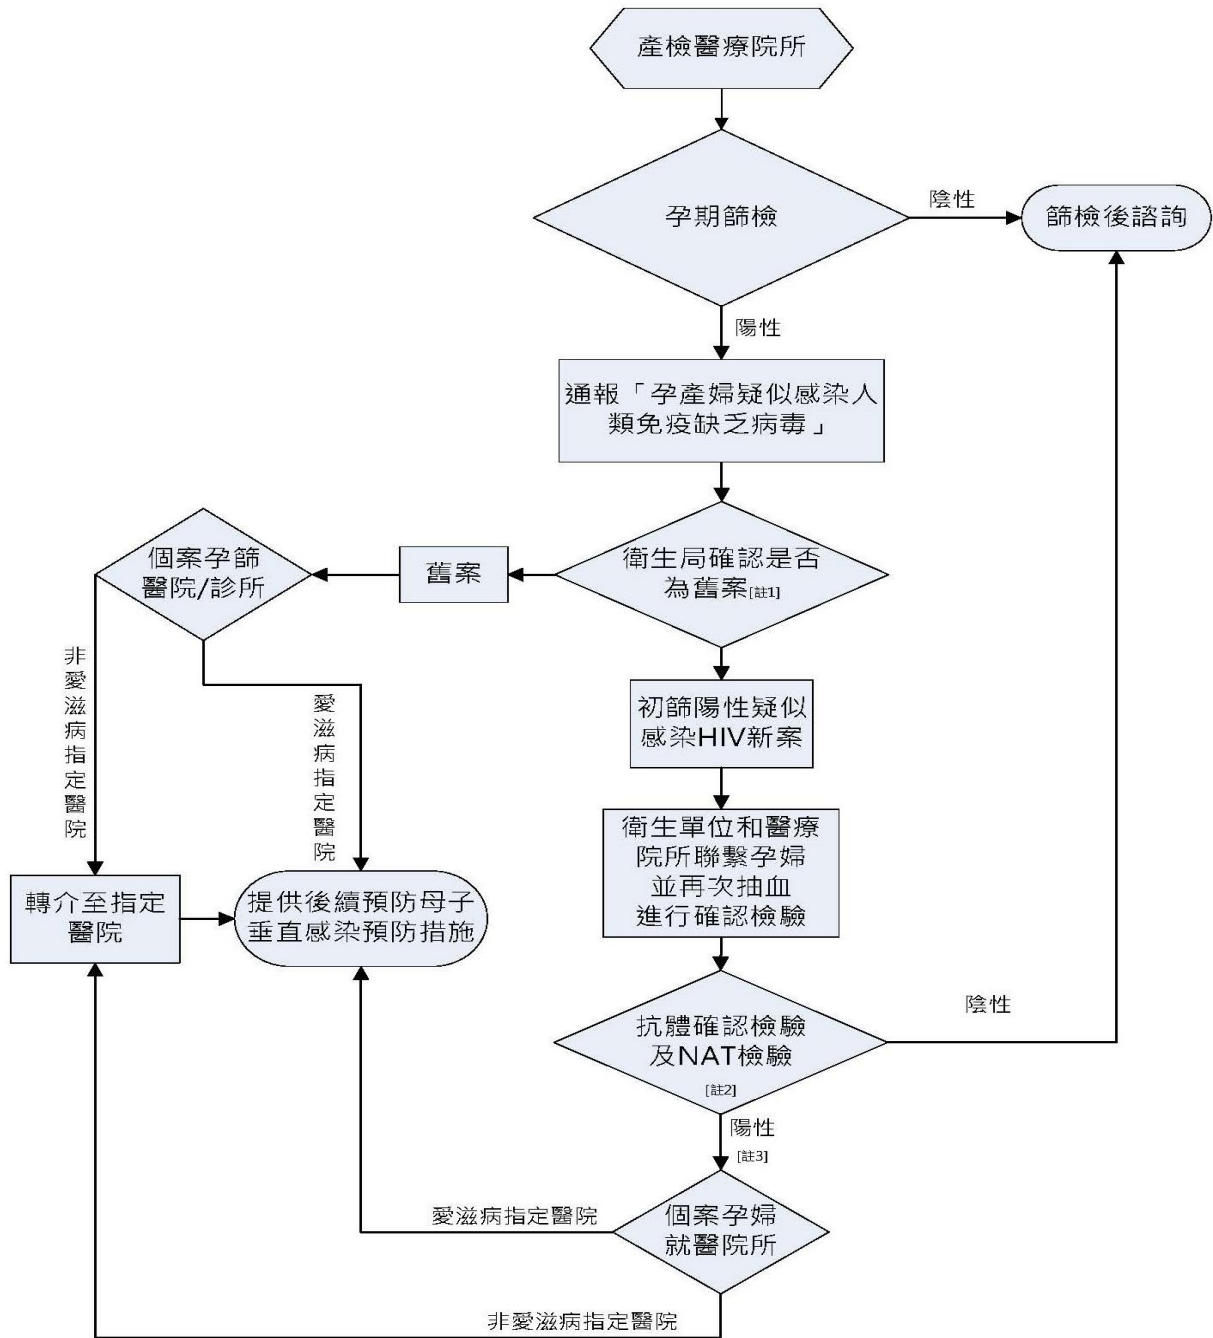 產檢醫療院所
孕期篩檢
陰性
篩檢後諮詢
陽性
通報「孕產婦疑似感染人
類免疫缺乏病毒」
衛生局確認是否
為舊案[註1]
舊案
個案孕篩
醫院/診所
非愛滋病指定醫院
愛滋病指定醫院
初篩陽性疑似
感染HIV新案
衛生單位和醫療
院所聯繫孕婦
並再次抽血
進行確認檢驗
轉介至指定
醫院
提供後續預防母子
垂直感染預防措施
抗體確認檢驗
及NAT檢驗
[註2]
陰性
陽性
[註3]
個案孕婦
就醫院所
愛滋病指定醫院
非愛滋病指定醫院